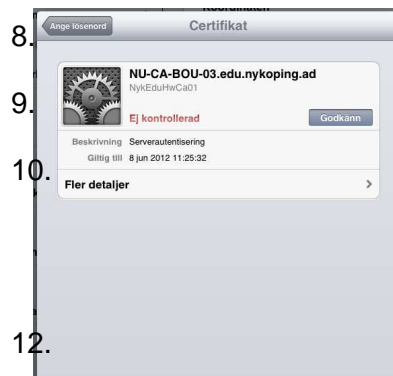 Koordinaten
8.
Ange lösenord
Certifikat
NU-CA-BOU-03.edu.nykoping.ad
NykEduHwCa01
9.
Ej kontrollerad
Godkänn
Beskrivning Serverautentisering
Giltig till 8 jun 2012 11:25:32
10.
Fler detaljer
12.